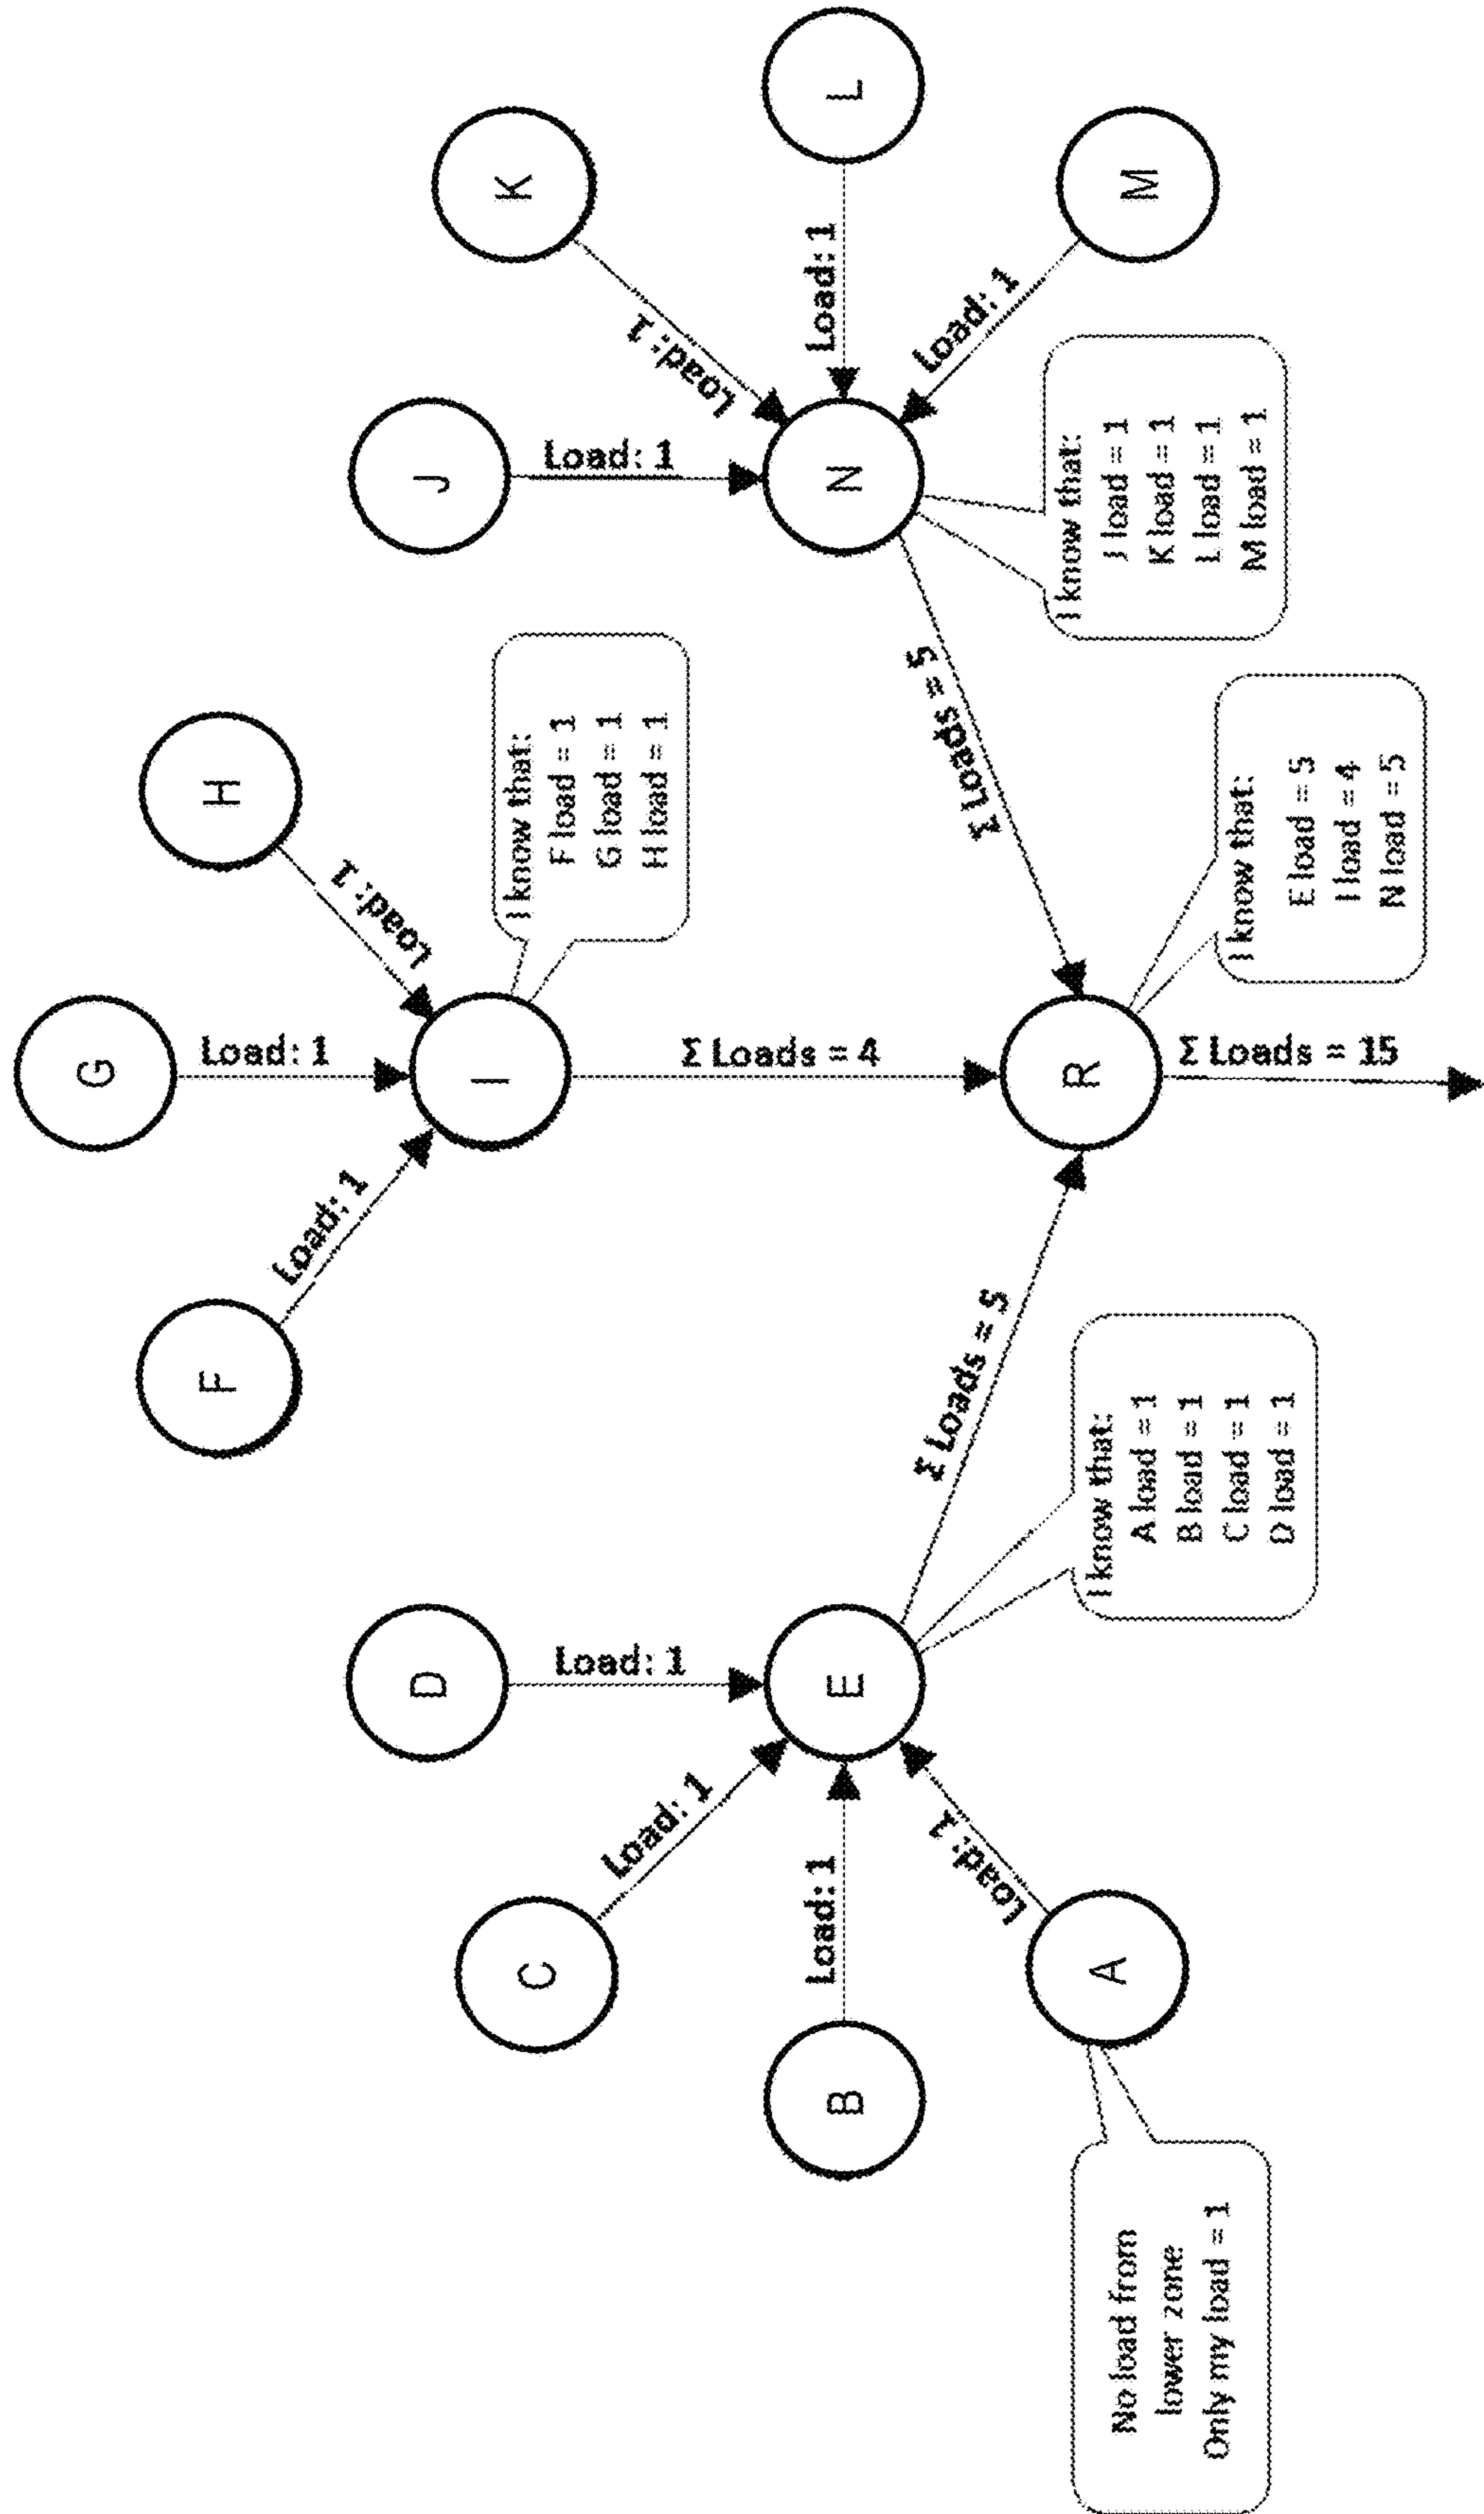 G
Load: 1
F
Load: 1
H
Load: 1
I
I know that:
F load = 1
G load = 1
H load = 1
D
Load: 1
C
Load: 1
B
Load: 1
A
Load: 1
No load from
lower zone
Only my load = 1
E
I know that:
A load = 1
B load = 1
C load = 1
D load = 1
Σ Loads = 5
Σ Loads = 4
J
Load: 1
K
Load: 1
L
Load: 1
M
Load: 1
N
I know that:
J load = 1
K load = 1
L load = 1
M load = 1
Σ Loads = 5
R
I know that:
E load = 5
I load = 4
N load = 5
Σ Loads = 15